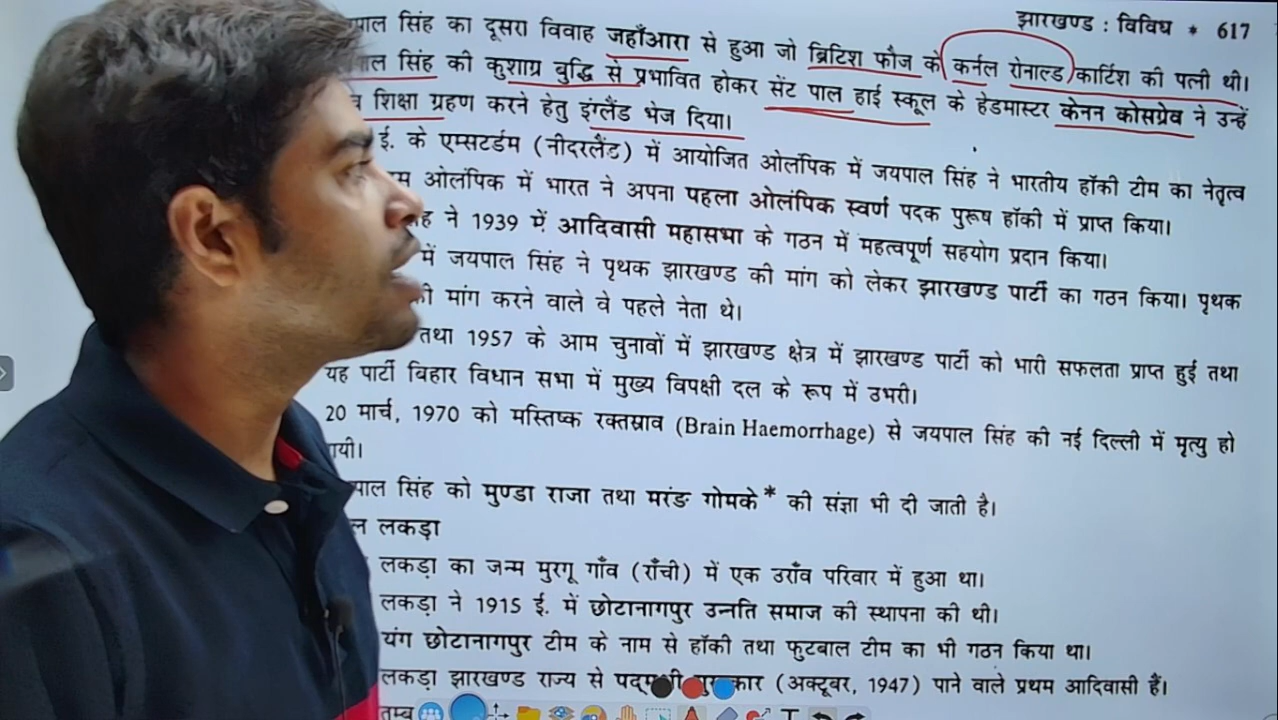 झारखण्ड : विविध * 617
सिंह का दूसरा विवाह जहाँआरा से हुआ जो ब्रिटिश फौज के कर्नल रोनाल्ड कार्टिश की पत्नी थी।
सिंह की कुशाग्र बुद्धि से प्रभावित होकर सेंट पाल हाई स्कूल के हेडमास्टर केनन कोसग्रेव ने उन्हें
शिक्षा ग्रहण करने हेतु इंग्लैंड भेज दिया।
ई. के एम्सटर्डम (नीदरलैंट) में आयोजित ओलंपिक में जयपाल सिंह ने भारतीय हॉकी टीम का नेतृत्व
ओलंपिक में भारत ने अपना पहला ओलंपिक स्वर्ण पदक पुरूष हॉकी में प्राप्त किया।
ने 1939 में आदिवासी महासभा के गठन में महत्वपूर्ण सहयोग प्रदान किया।
में जयपाल सिंह ने पृथक झारखण्ड की मांग को लेकर झारखण्ड पार्टी का गठन किया। पृथक
मांग करने वाले वे पहले नेता थे।
तथा 1957 के आम चुनावों में झारखण्ड क्षेत्र में झारखण्ड पार्टी को भारी सफलता प्राप्त हुई तथा
यह पार्टी बिहार विधान सभा में मुख्य विपक्षी दल के रूप में उभरी।
20 मार्च, 1970 को मस्तिष्क रक्तस्राव (Brain Haemorrhage) से जयपाल सिंह की नई दिल्ली में मृत्यु हो
गयी।
सिंह को मुण्डा राजा तथा मरंङ गोमके* की संज्ञा भी दी जाती है।
लकड़ा
लकड़ा का जन्म मुरगू गाँव (राँची) में एक उराँव परिवार में हुआ था।
लकड़ा ने 1915 ई. में छोटानागपुर उन्नति समाज की स्थापना की थी।
यंग छोटानागपुर टीम के नाम से हॉकी तथा फुटबाल टीम का भी गठन किया था।
लकड़ा झारखण्ड राज्य से (अक्टूबर, 1947) पाने वाले प्रथम आदिवासी हैं।
T